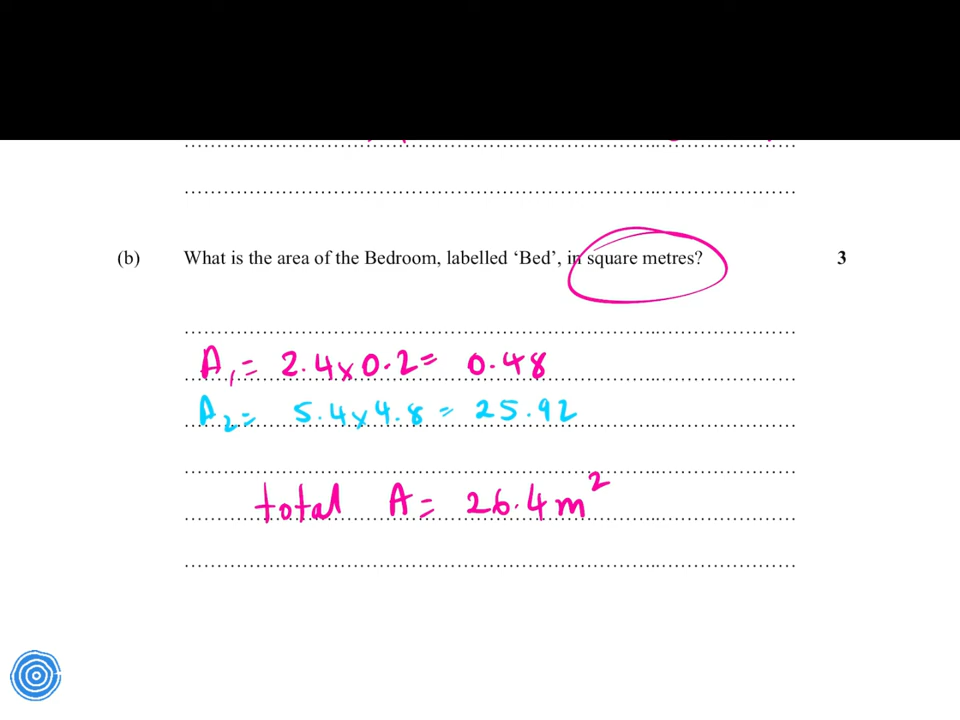 (b) What is the area of the Bedroom, labelled ‘Bed’, in square metres? 3
A₁ = 2.4 x 0.2 = 0.48
A₂ = 5.4 x 4.8 = 25.92
total A = 26.4 m²